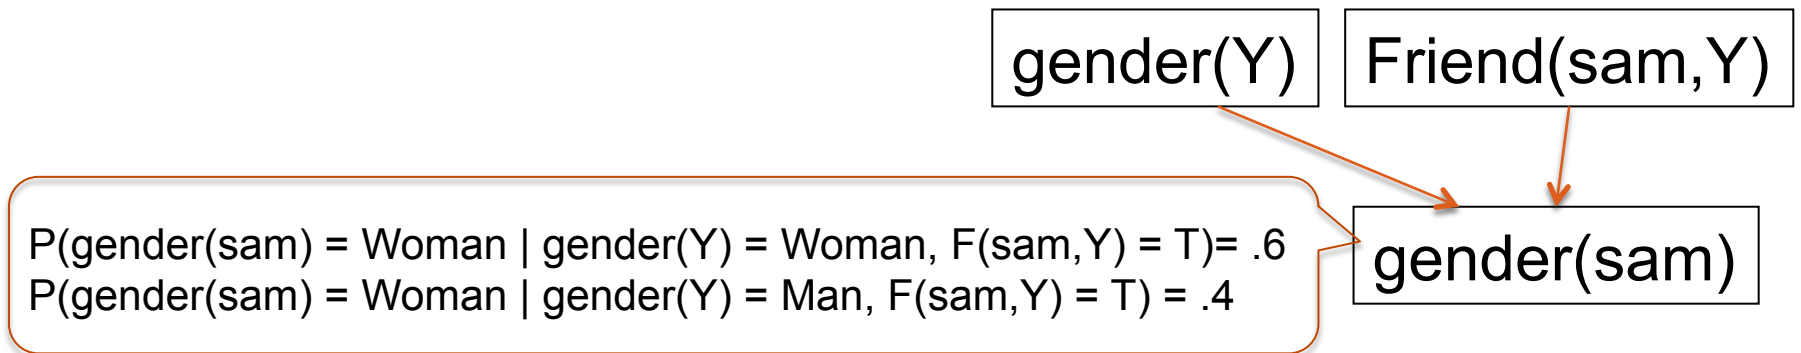 gender(Y)
Friend(sam,Y)
P(gender(sam) = Woman | gender(Y) = Woman, F(sam,Y) = T)= .6
P(gender(sam) = Woman | gender(Y) = Man, F(sam,Y) = T) = .4
gender(sam)